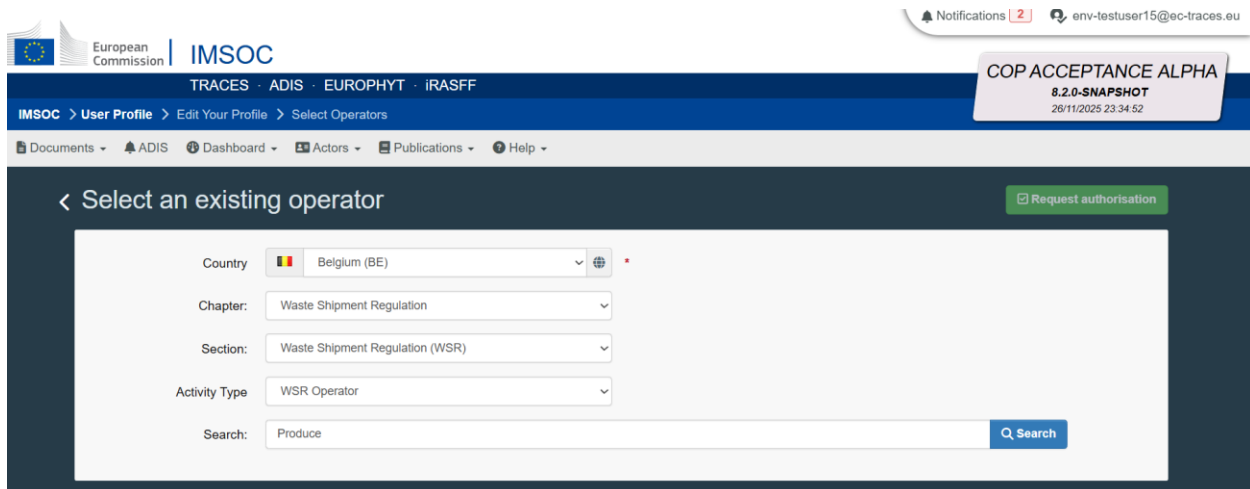 Notifications 2 env-testuser15@ec-traces.eu
European
Commission
IMSOC
COP ACCEPTANCE ALPHA
8.2.0-SNAPSHOT
26/11/2025 23:34:52
TRACES · ADIS · EUROPHYT · iRASFF
IMSOC > User Profile > Edit Your Profile > Select Operators
Documents ADIS Dashboard Actors Publications Help
Select an existing operator
Request authorisation
Country Belgium (BE) *
Chapter: Waste Shipment Regulation
Section: Waste Shipment Regulation (WSR)
Activity Type WSR Operator
Search: Produce Search